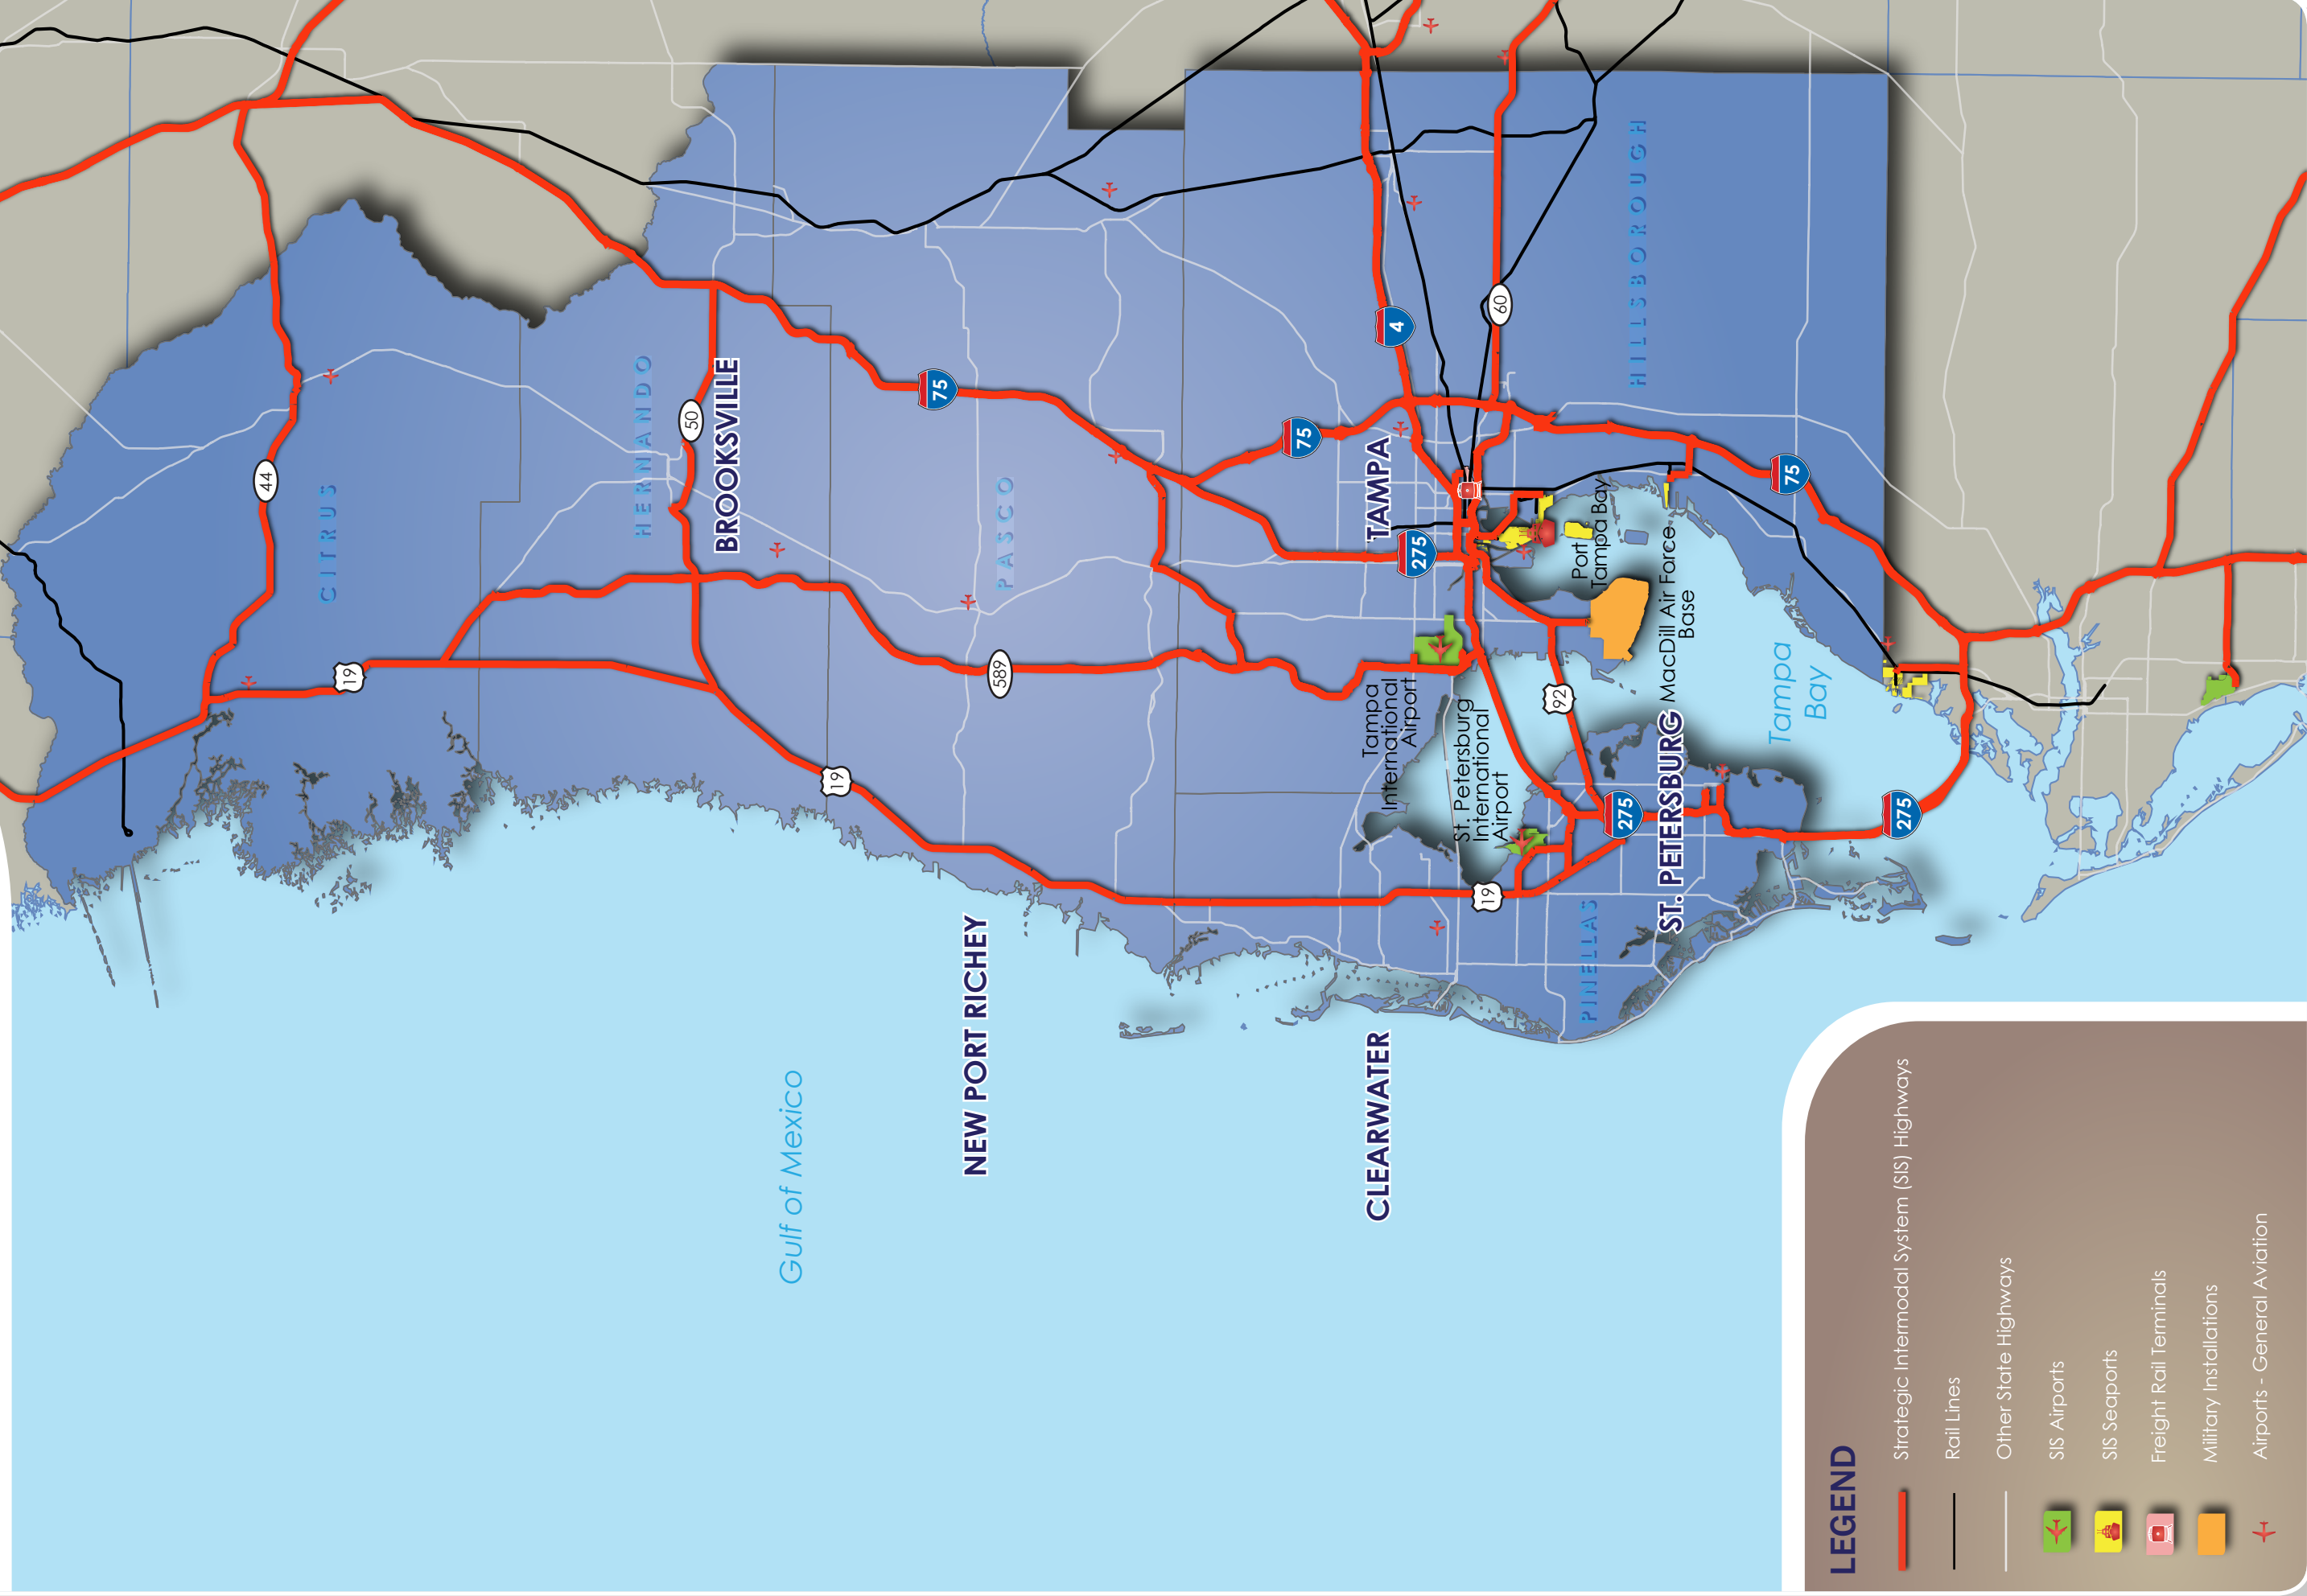 44
CITRUS
19
HERNANDO
50
BROOKSVILLE
19
75
PASCO
589
NEW PORT RICHEY
Gulf of Mexico
75
4
TAMPA
275
60
HILLSBOROUGH
Tampa
International
Airport
St. Petersburg
International
Airport
Port
Tampa Bay
MacDill Air Farce
Base
92
19
CLEARWATER
275
ST. PETERSBURG
PINELLAS
Tampa
Bay
75
275
LEGEND
Strategic Intermodal System (SIS) Highways
Rail Lines
Other State Highways
SIS Airports
SIS Seaports
Freight Rail Terminals
Military Installations
Airports - General Aviation